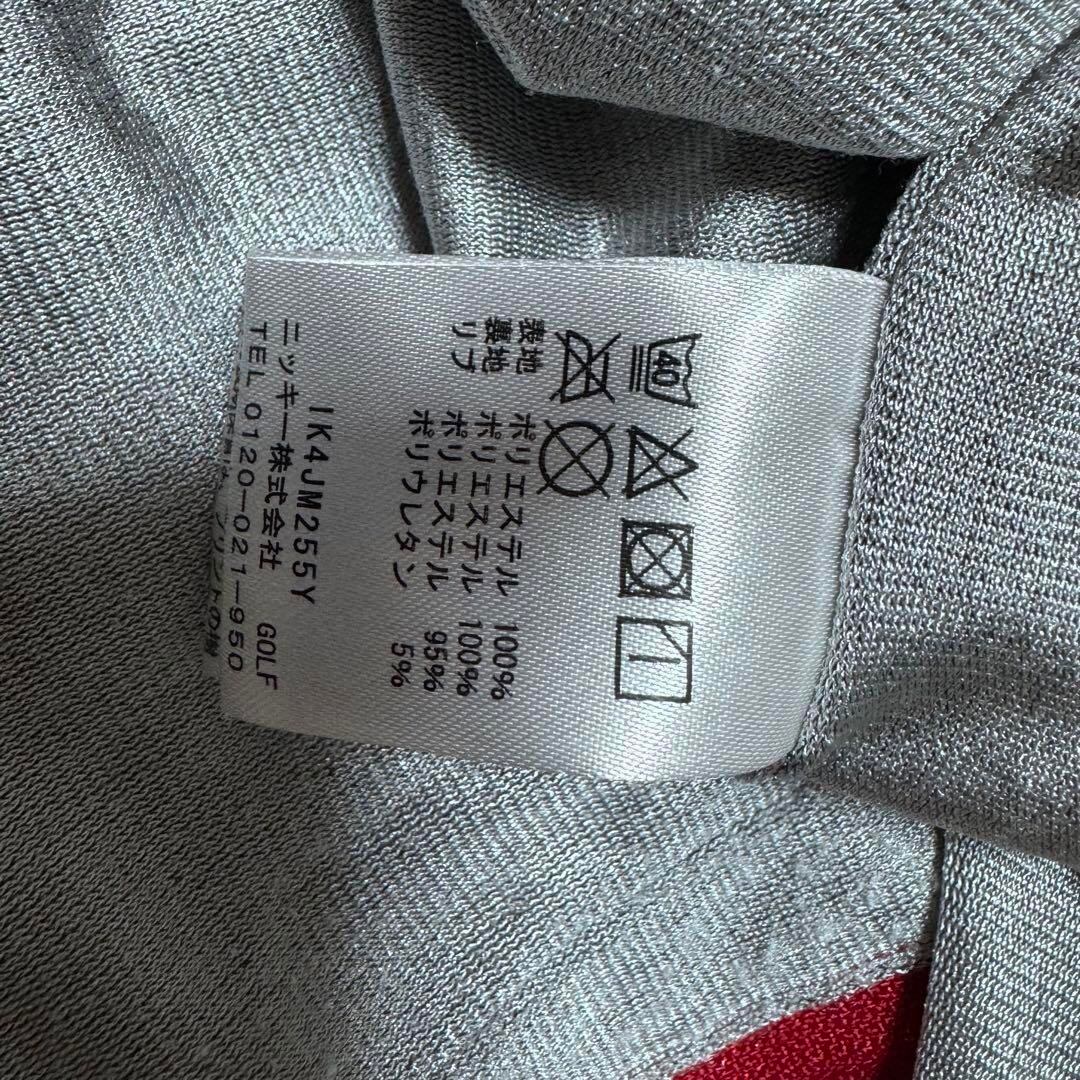 40
表地 ポリエステル 100%
裏地 ポリエステル 100%
リブ ポリエステル 95%
ポリウレタン 5%
IK4JM255Y
ニッキー株式会社 GOLF
TEL 0120-021-950